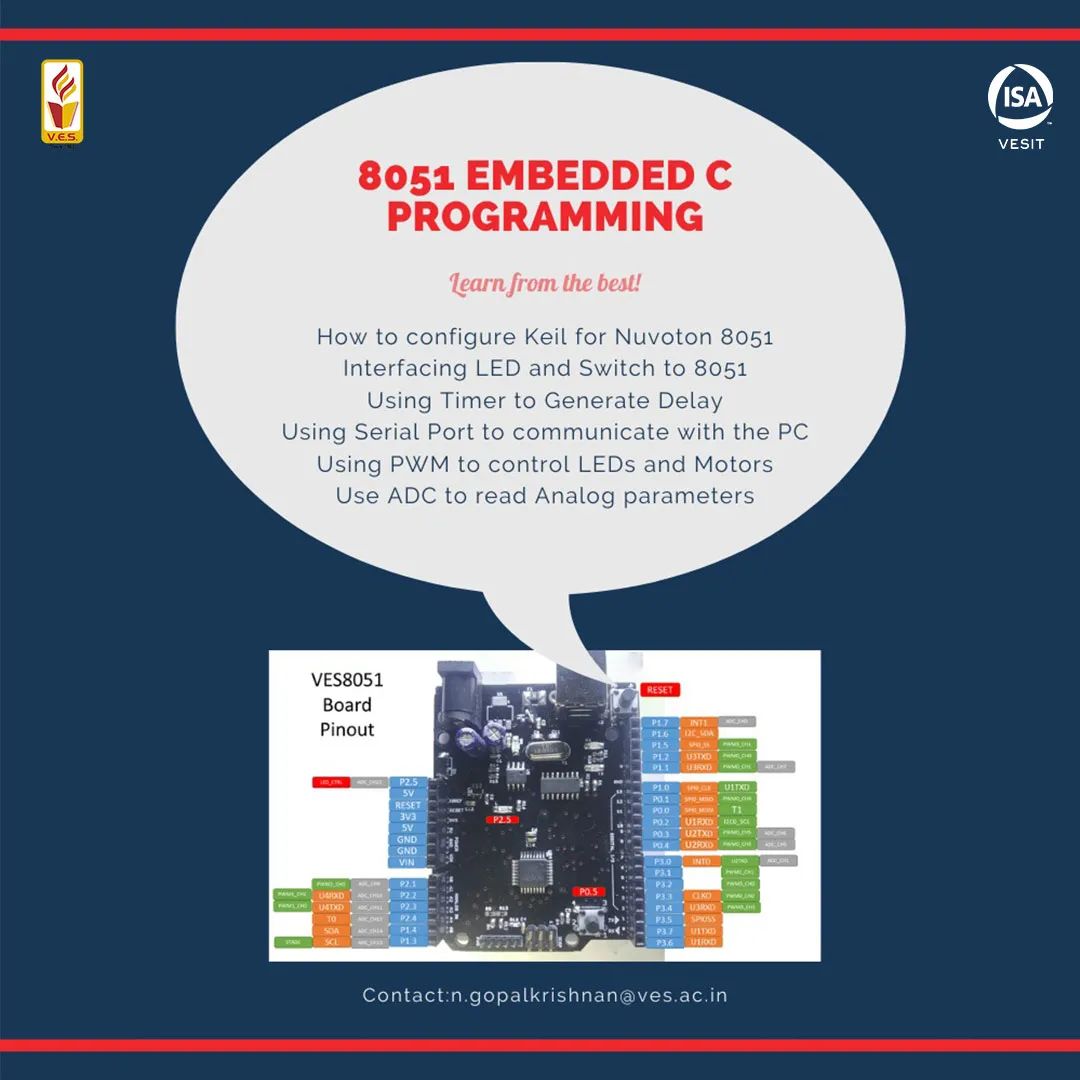 V.E.S.
ISA
VESIT
8051 EMBEDDED C
PROGRAMMING
Learn from the best!
How to configure Keil for Nuvoton 8051
Interfacing LED and Switch to 8051
Using Timer to Generate Delay
Using Serial Port to communicate with the PC
Using PWM to control LEDs and Motors
Use ADC to read Analog parameters
VES8051
Board
Pinout
P2.5
5V
RESET
3V3
5V
GND
GND
VIN
P2.1
U4RXD P2.2
U4TXD P2.3
T0 P2.4
SDA P1.4
SCL P1.3
P2.5
P0.5
RESET
P1.7 INT1
P1.6 I2C_SDA
P1.5
P1.2 U3TXD
P1.1 U3RXD
P1.0 SPI0_CLK U1TXD
P0.1
P0.0 T1
P0.2 U1RXD I2C0_SCL
P0.3 U2TXD
P0.4 U2RXD
P3.0 INT0
P3.1
P3.2
P3.3 CLKO
P3.4 U3RXD
P3.5 SPI0SS
P3.7 U1TXD
P3.6 U1RXD
Contact:n.gopalkrishnan@ves.ac.in